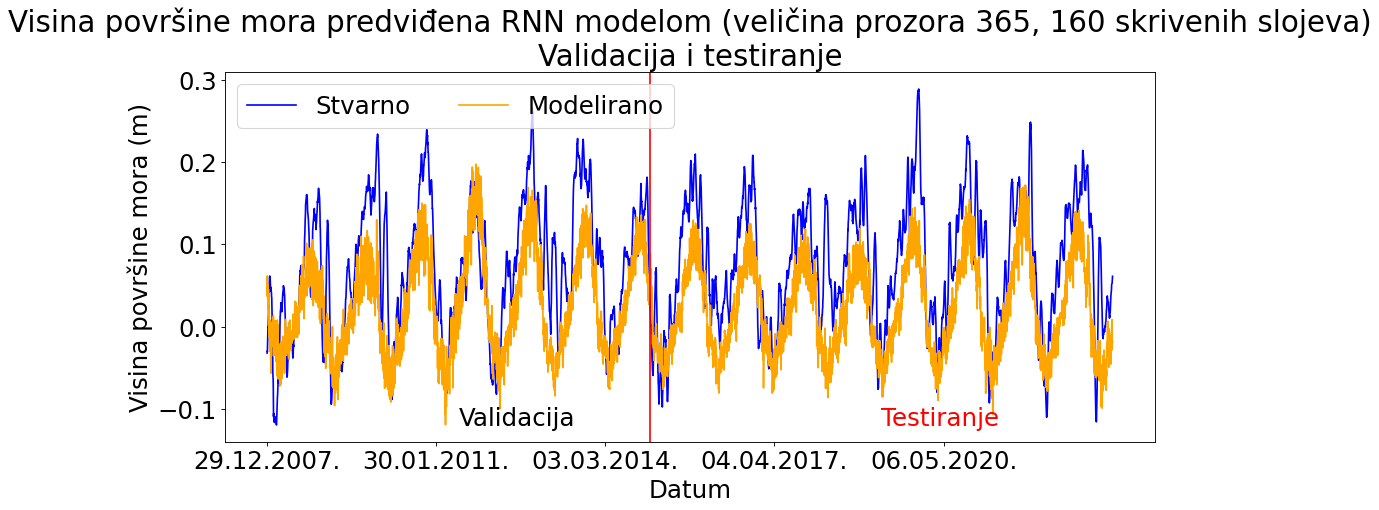 Visina površine mora predviđena RNN modelom (veličina prozora 365, 160 skrivenih slojeva)
Validacija i testiranje
Stvarno
Modelirano
Visina površine mora (m)
0.3
0.2
0.1
0.0
−0.1
Validacija
Testiranje
29.12.2007.
30.01.2011.
03.03.2014.
04.04.2017.
06.05.2020.
Datum